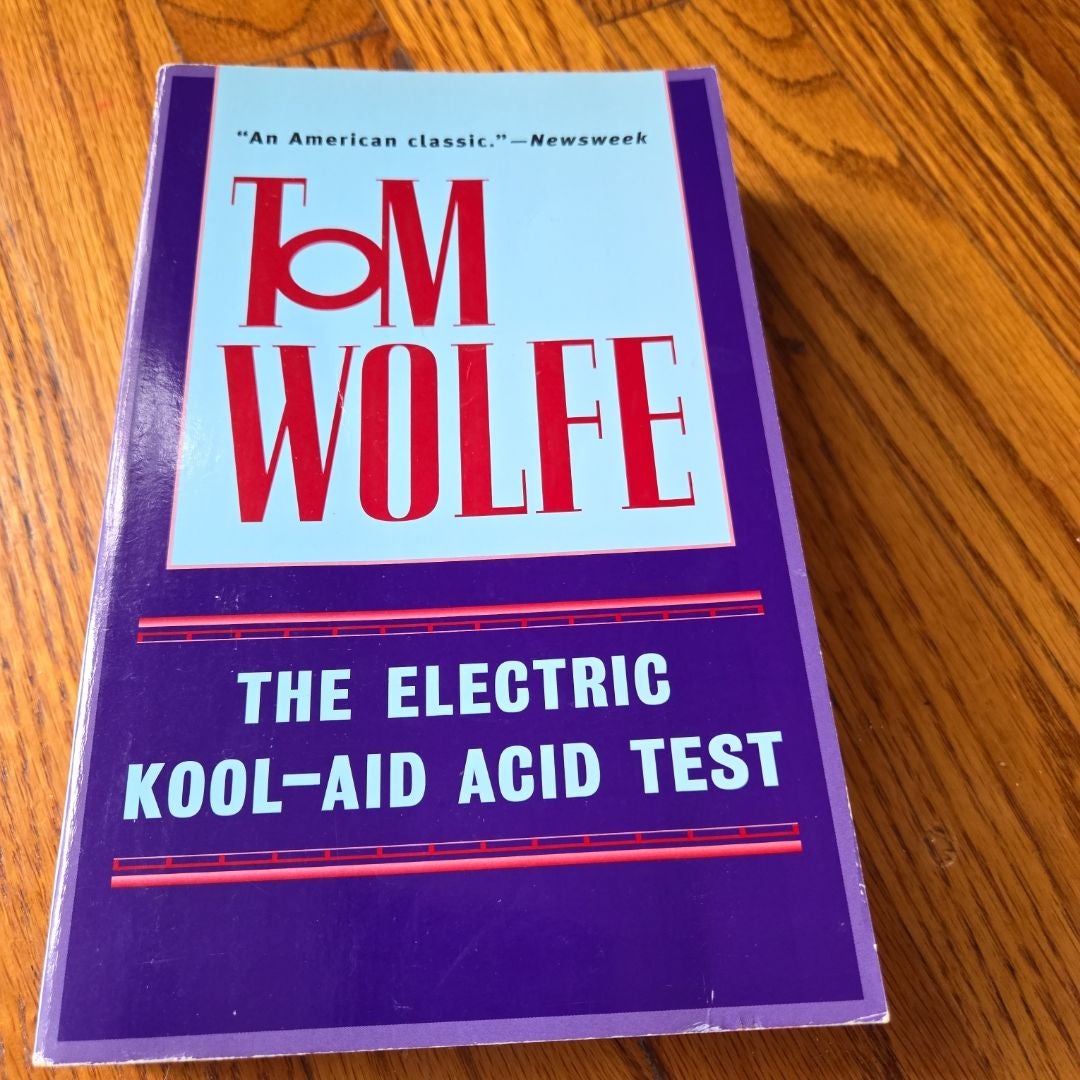 “An American classic.”—Newsweek
TOM
WOLFE
THE ELECTRIC
KOOL–AID ACID TEST